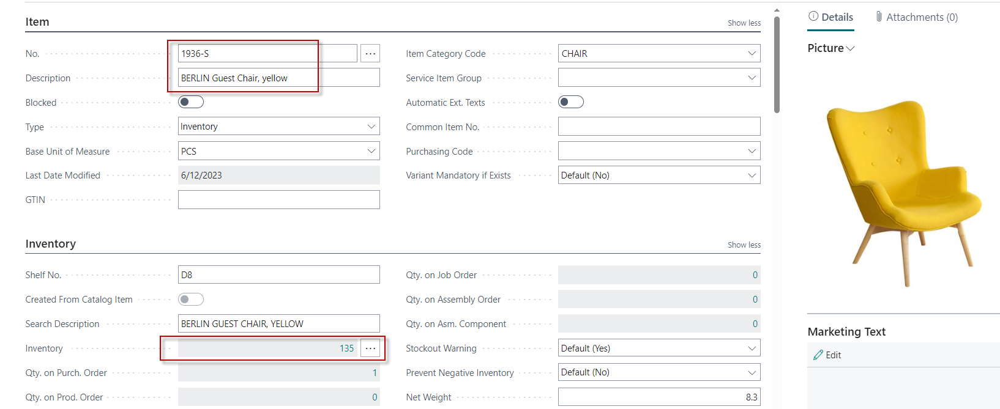 Item
Show less
No.
1936-S
...
Description
BERLIN Guest Chair, yellow
Blocked
Type
Inventory
Base Unit of Measure
PCS
Last Date Modified
6/12/2023
GTIN
Item Category Code
CHAIR
Service Item Group
Automatic Ext. Texts
Common Item No.
Purchasing Code
Variant Mandatory if Exists
Default (No)
Inventory
Show less
Shelf No.
D8
Created From Catalog Item
Search Description
BERLIN GUEST CHAIR, YELLOW
Inventory
135
...
Qty. on Purch. Order
1
Qty. on Prod. Order
0
Qty. on Job Order
0
Qty. on Assembly Order
0
Qty. on Asm. Component
0
Stockout Warning
Default (Yes)
Prevent Negative Inventory
Default (No)
Net Weight
8.3
Details
Attachments (0)
Picture
Marketing Text
Edit